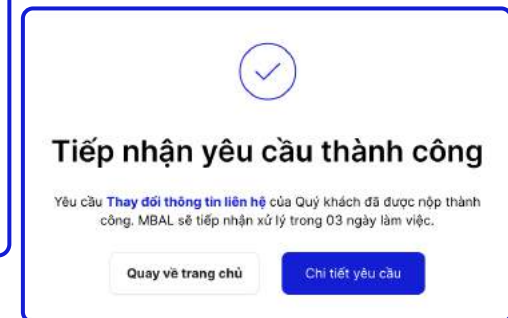 Tiếp nhận yêu cầu thành công
Yêu cầu Thay đổi thông tin liên hệ của Quý khách đã được nộp thành
công. MBAL sẽ tiếp nhận xử lý trong 03 ngày làm việc.
Quay về trang chủ
Chi tiết yêu cầu